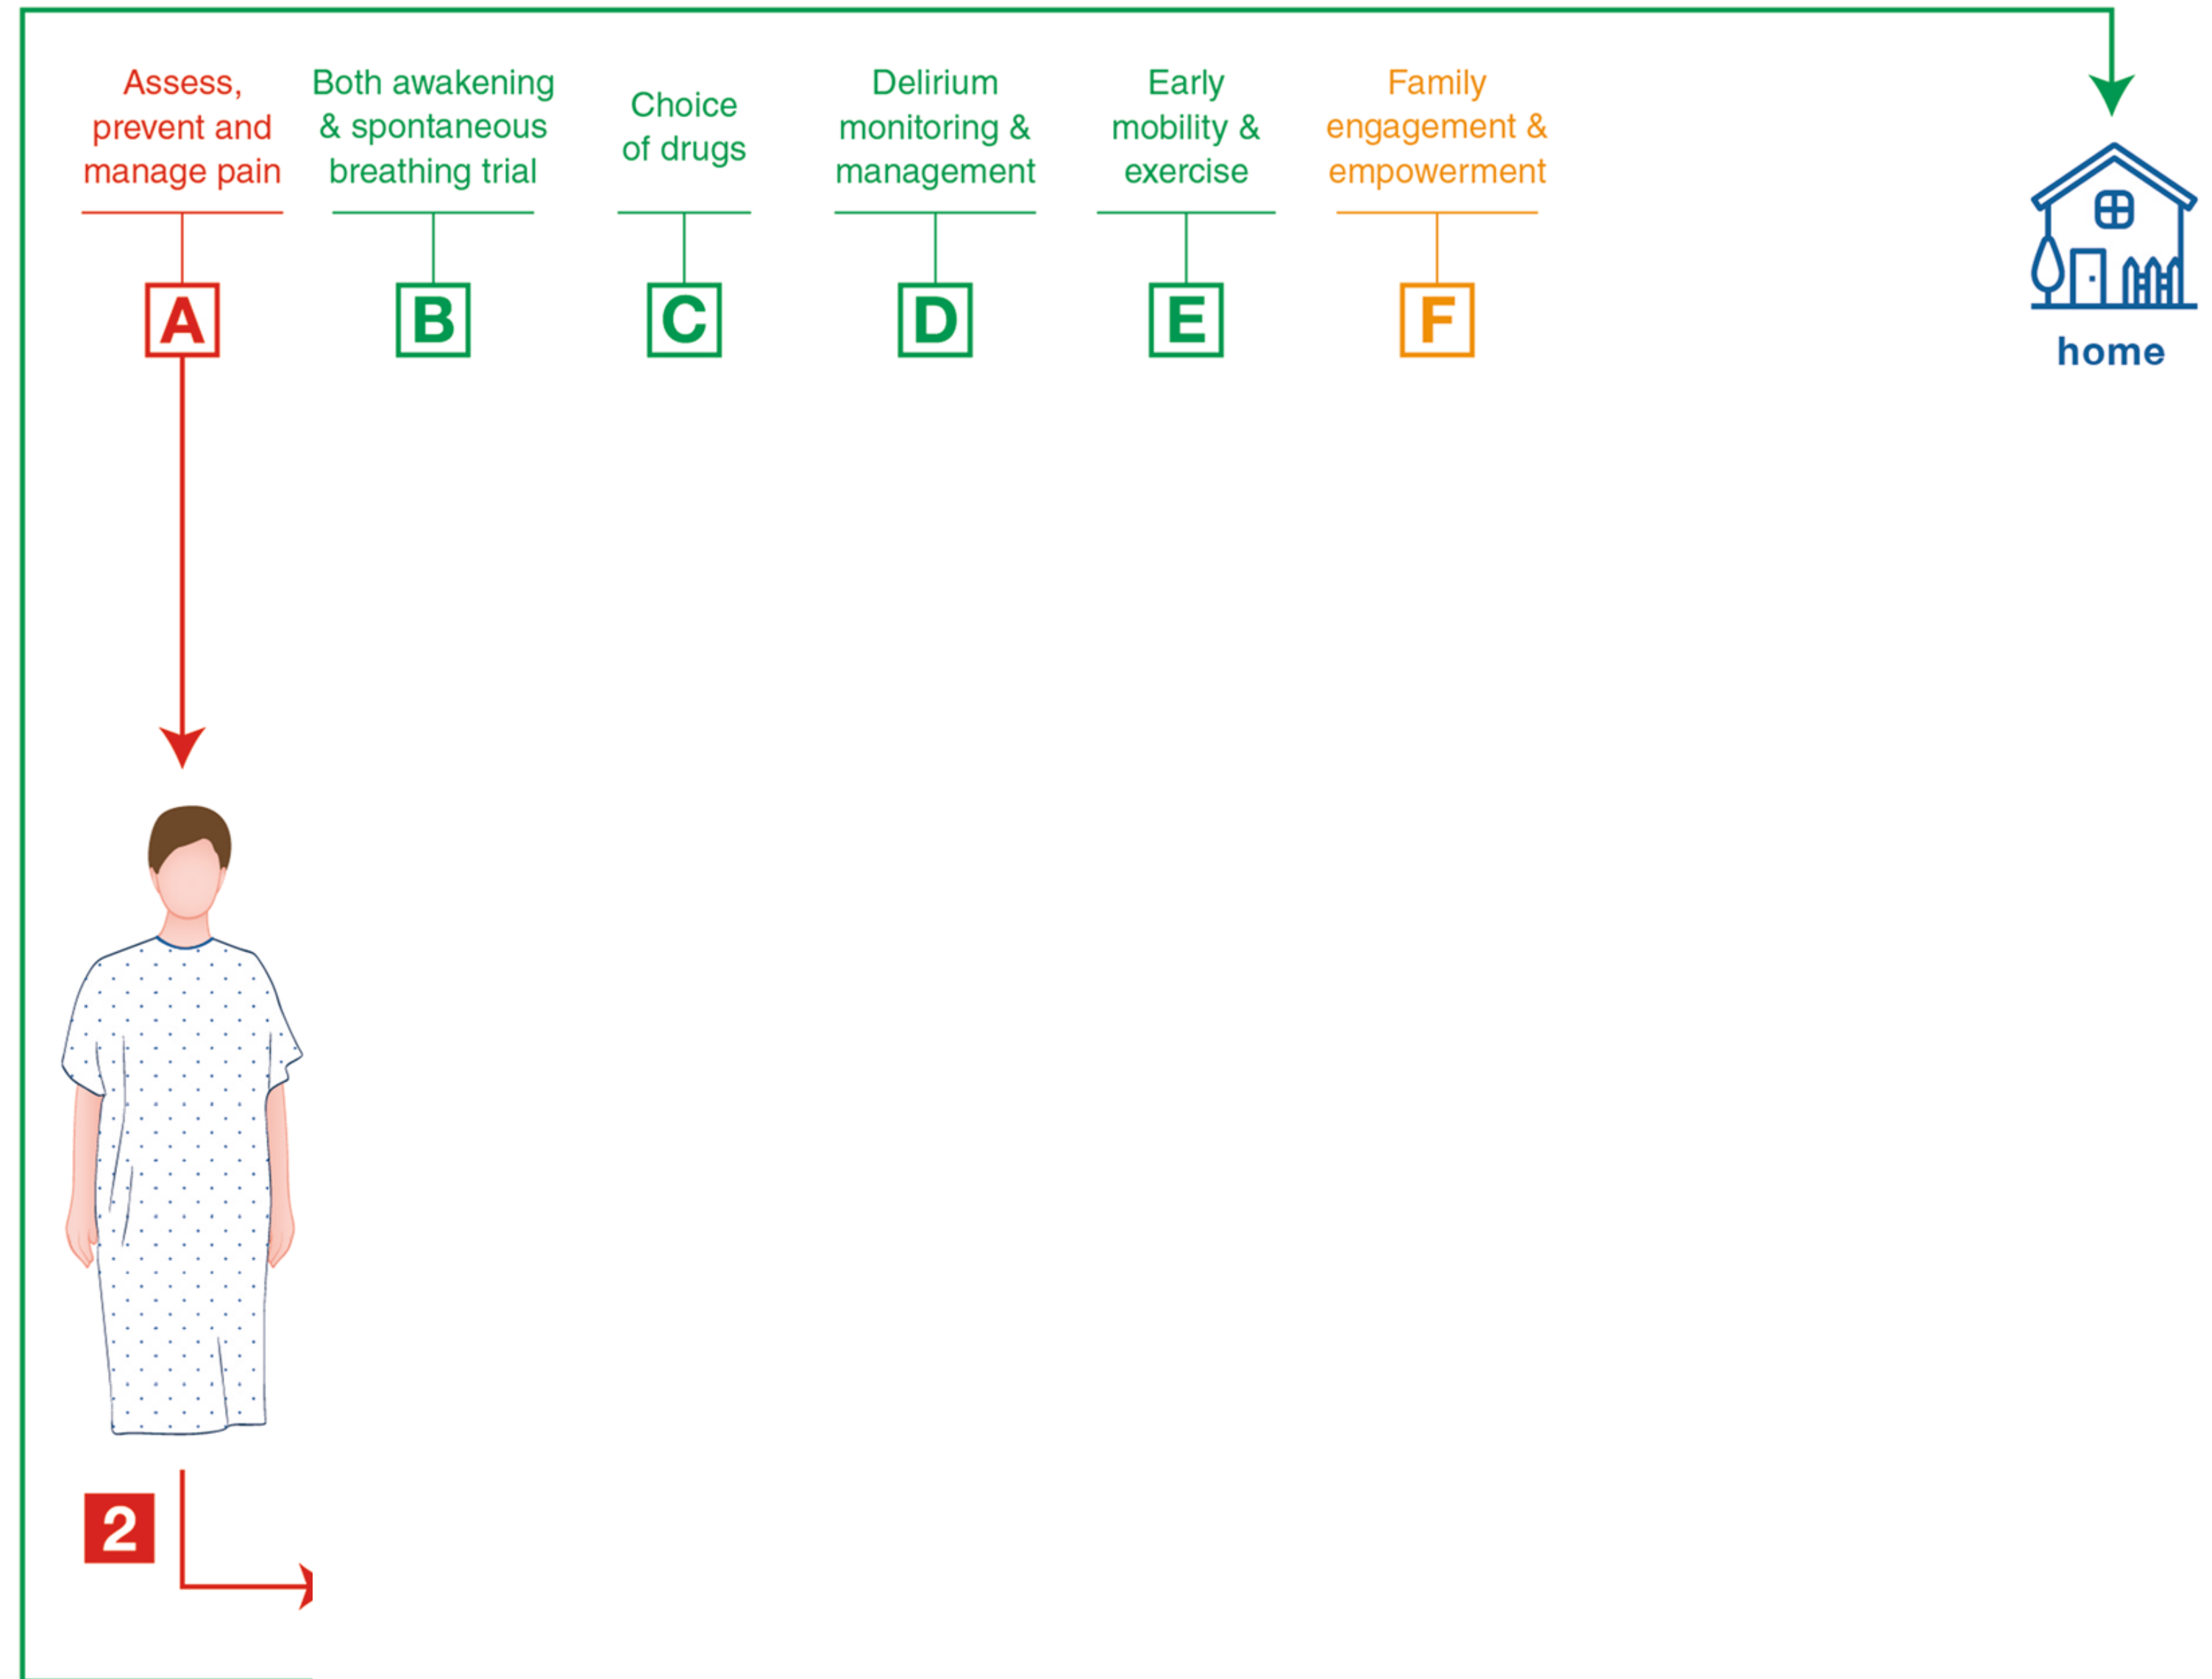 Assess,
prevent and
manage pain
A
Both awakening
& spontaneous
breathing trial
B
Choice
of drugs
C
Delirium
monitoring &
management
D
Early
mobility &
exercise
E
Family
engagement &
empowerment
F
home
2